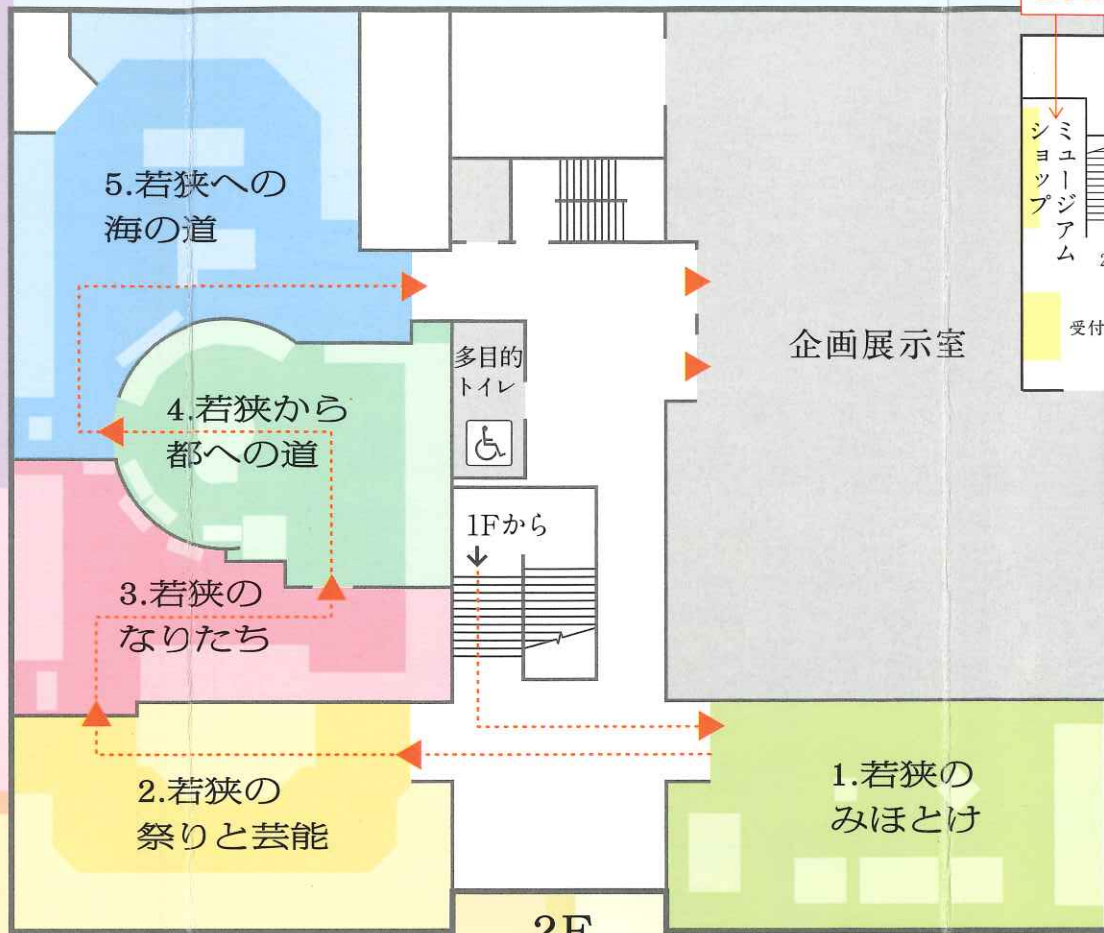 5.若狭への
海の道
4.若狭から
都への道
3.若狭の
なりたち
2.若狭の
祭りと芸能
1.若狭の
みほとけ
多目的
トイレ
1Fから
企画展示室
ミュージアム
ショップ
受付
2F